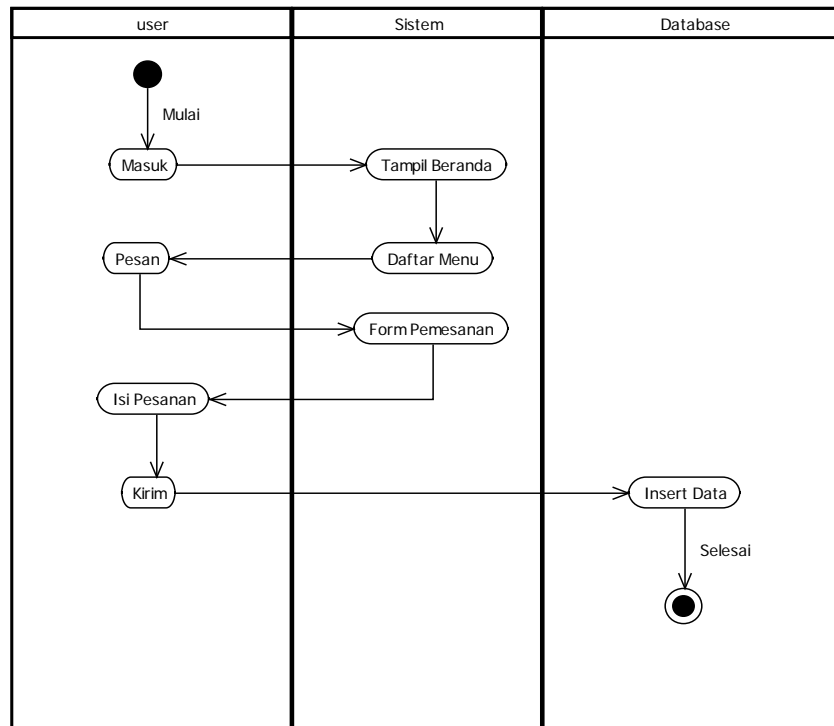 user
Sistem
Database
Mulai
Masuk
Tampil Beranda
Pesan
Daftar Menu
Form Pemesanan
Isi Pesanan
Kirim
Insert Data
Selesai